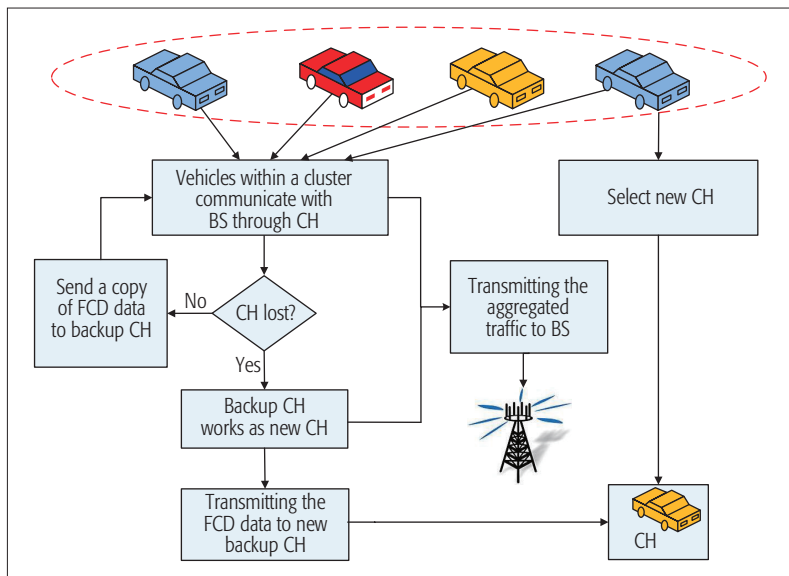 Vehicles within a cluster
communicate with
BS through CH
Select new CH
Send a copy
of FCD data
to backup CH
No
CH lost?
Transmitting the
aggregated
traffic to BS
Yes
Backup CH
works as new CH
Transmitting the
FCD data to new
backup CH
CH